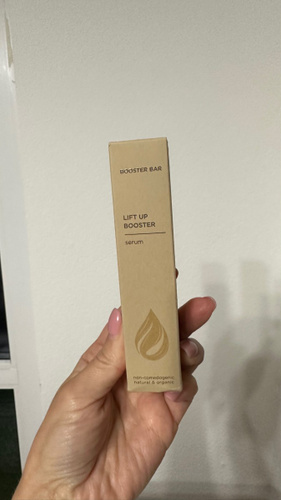 BOOSTER BAR
LIFT UP
BOOSTER
serum
non-comedogenic
natural & organic